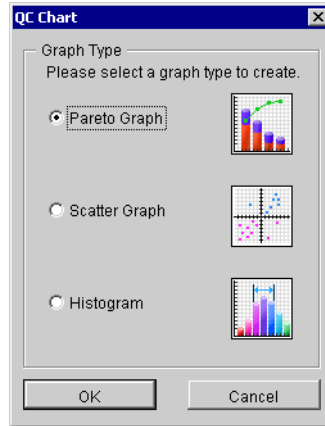 QC Chart
Graph Type
Please select a graph type to create.
Pareto Graph
Scatter Graph
Histogram
OK Cancel